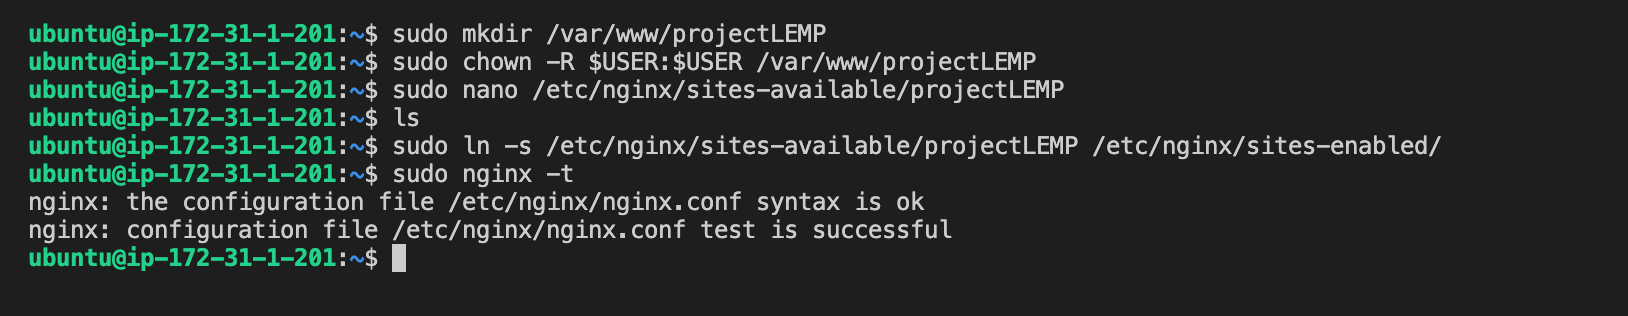 ubuntu@ip-172-31-1-201:~$ sudo mkdir /var/www/projectLEMP
ubuntu@ip-172-31-1-201:~$ sudo chown -R $USER:$USER /var/www/projectLEMP
ubuntu@ip-172-31-1-201:~$ sudo nano /etc/nginx/sites-available/projectLEMP
ubuntu@ip-172-31-1-201:~$ ls
ubuntu@ip-172-31-1-201:~$ sudo ln -s /etc/nginx/sites-available/projectLEMP /etc/nginx/sites-enabled/
ubuntu@ip-172-31-1-201:~$ sudo nginx -t
nginx: the configuration file /etc/nginx/nginx.conf syntax is ok
nginx: configuration file /etc/nginx/nginx.conf test is successful
ubuntu@ip-172-31-1-201:~$